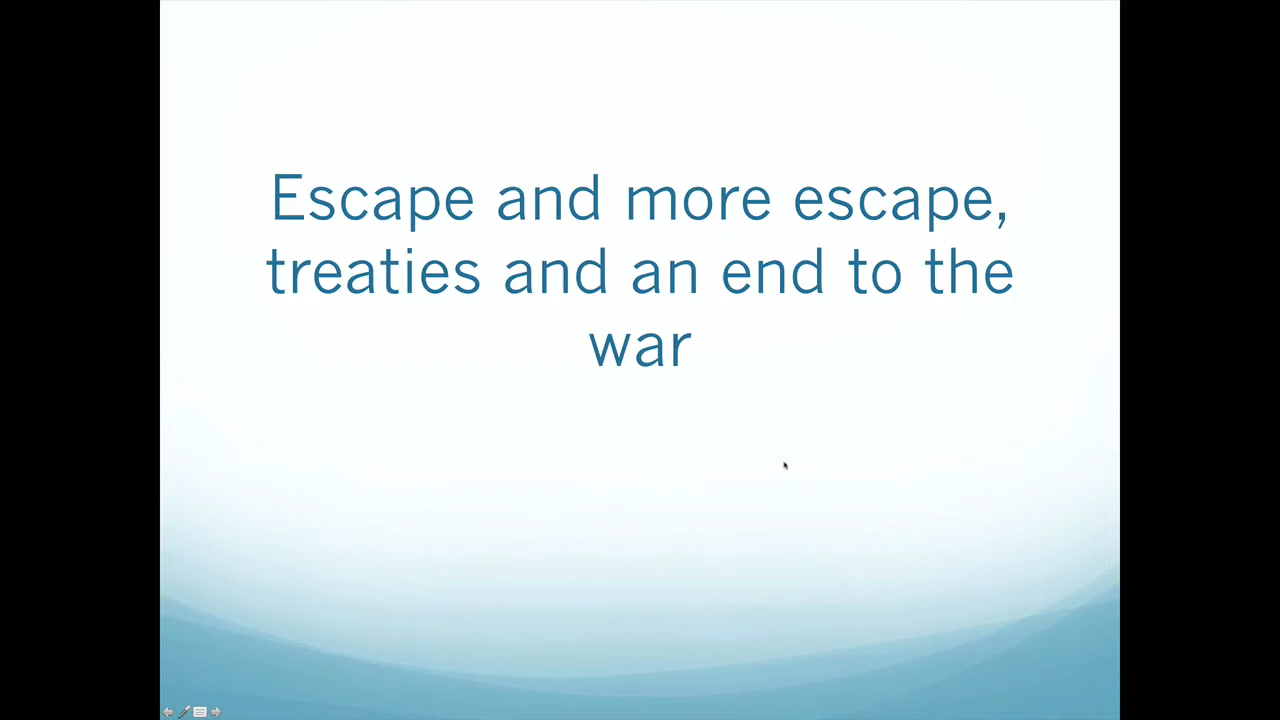 Escape and more escape,
treaties and an end to the
war